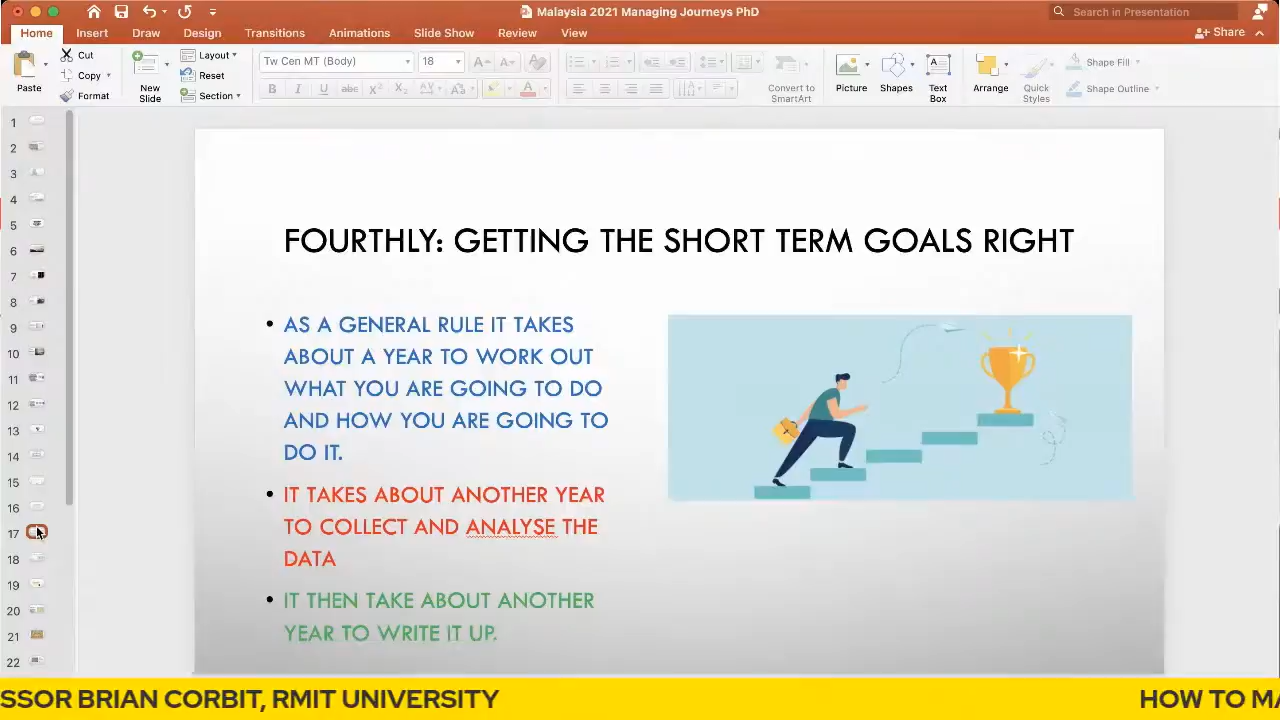 Malaysia 2021 Managing Journeys PhD
Search in Presentation
Home Insert Draw Design Transitions Animations Slide Show Review View
Share
Paste
Cut
Copy
Format
New
Slide
Layout
Reset
Section
Tw Cen MT (Body) 18
Convert to
SmartArt
Picture
Shapes
Text
Box
Arrange
Quick
Styles
Shape Fill
Shape Outline
1
2
3
4
5
6
7
8
9
10
11
12
13
14
15
16
17
18
19
20
21
22
FOURTHLY: GETTING THE SHORT TERM GOALS RIGHT
• AS A GENERAL RULE IT TAKES
ABOUT A YEAR TO WORK OUT
WHAT YOU ARE GOING TO DO
AND HOW YOU ARE GOING TO
DO IT.
• IT TAKES ABOUT ANOTHER YEAR
TO COLLECT AND ANALYSE THE
DATA
• IT THEN TAKE ABOUT ANOTHER
YEAR TO WRITE IT UP.
SSOR BRIAN CORBIT, RMIT UNIVERSITY
HOW TO MA